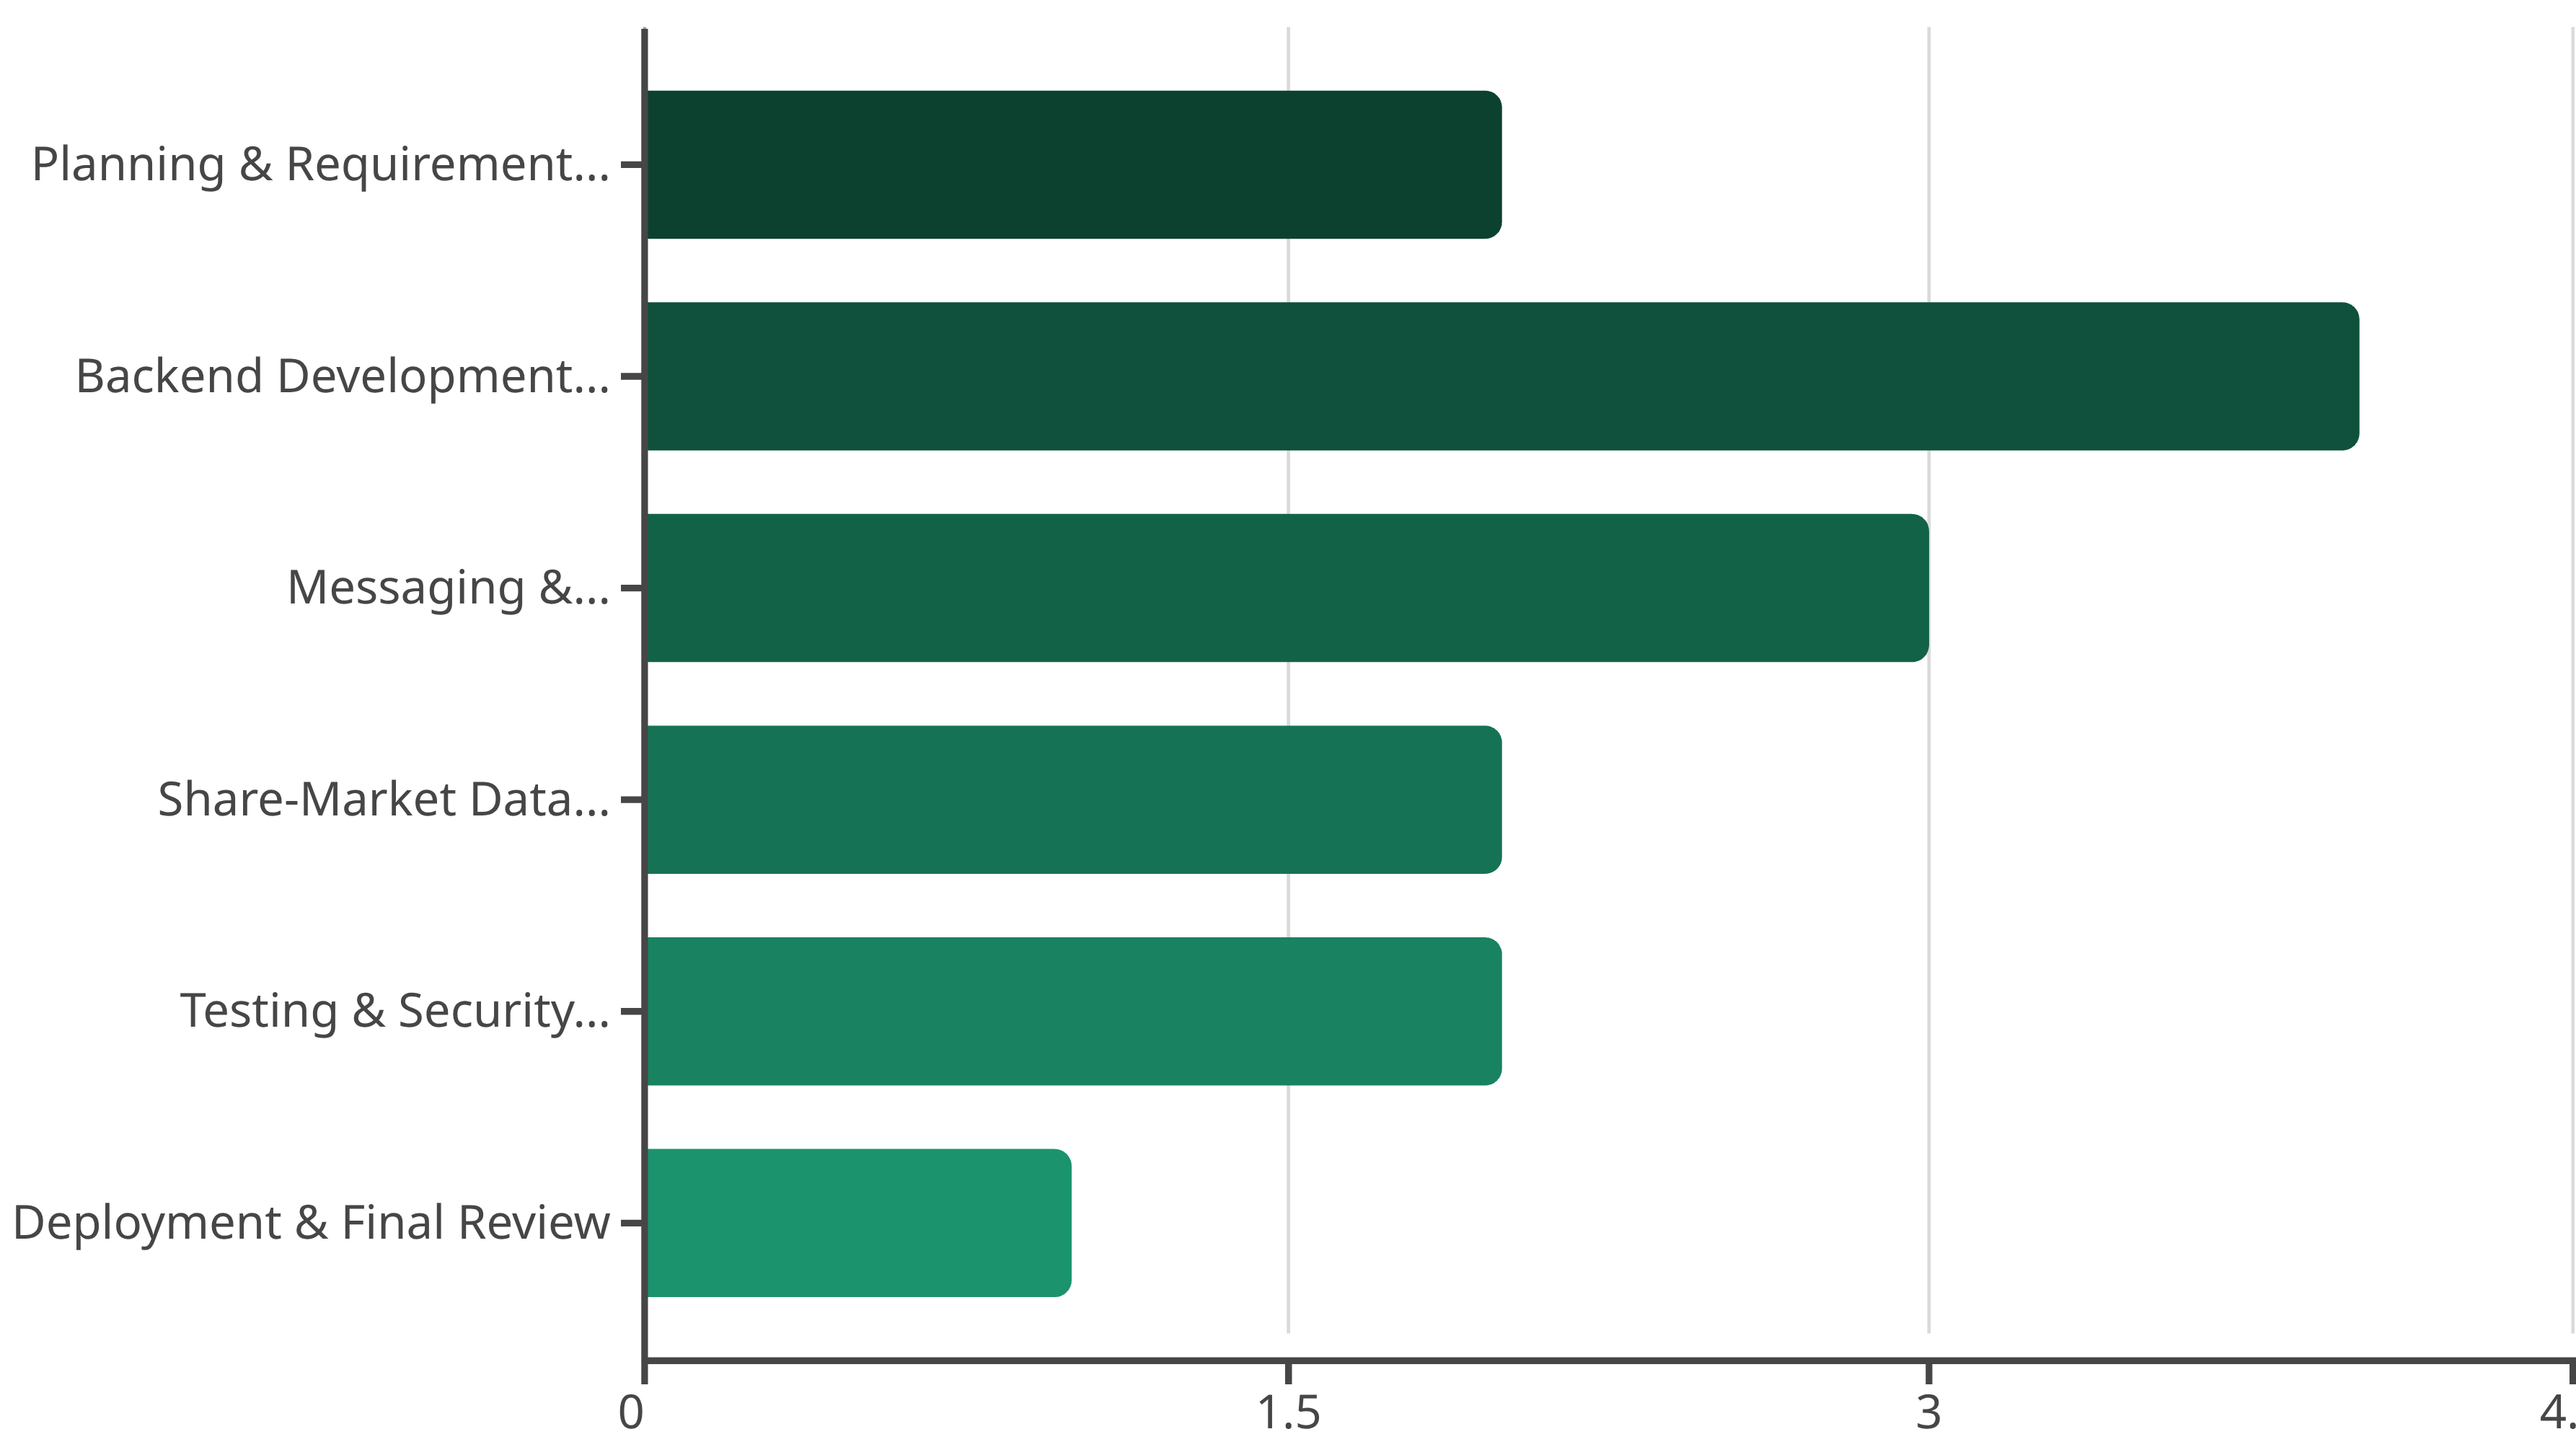 Planning & Requirement...
Backend Development...
Messaging &...
Share-Market Data...
Testing & Security...
Deployment & Final Review
0 1.5 3 4.